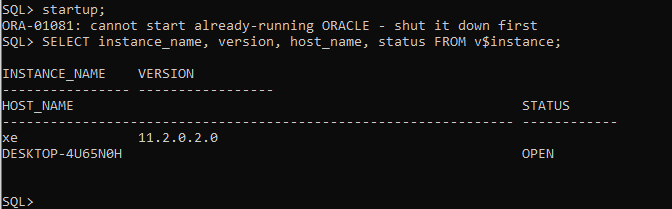 SQL> startup;
ORA-01081: cannot start already-running ORACLE - shut it down first
SQL> SELECT instance_name, version, host_name, status FROM v$instance;
INSTANCE_NAME    VERSION
---------------- -----------------
HOST_NAME                                                        STATUS
---------------------------------------------------------------- ------------
xe               11.2.0.2.0
DESKTOP-4U65N0H                                                  OPEN
SQL>